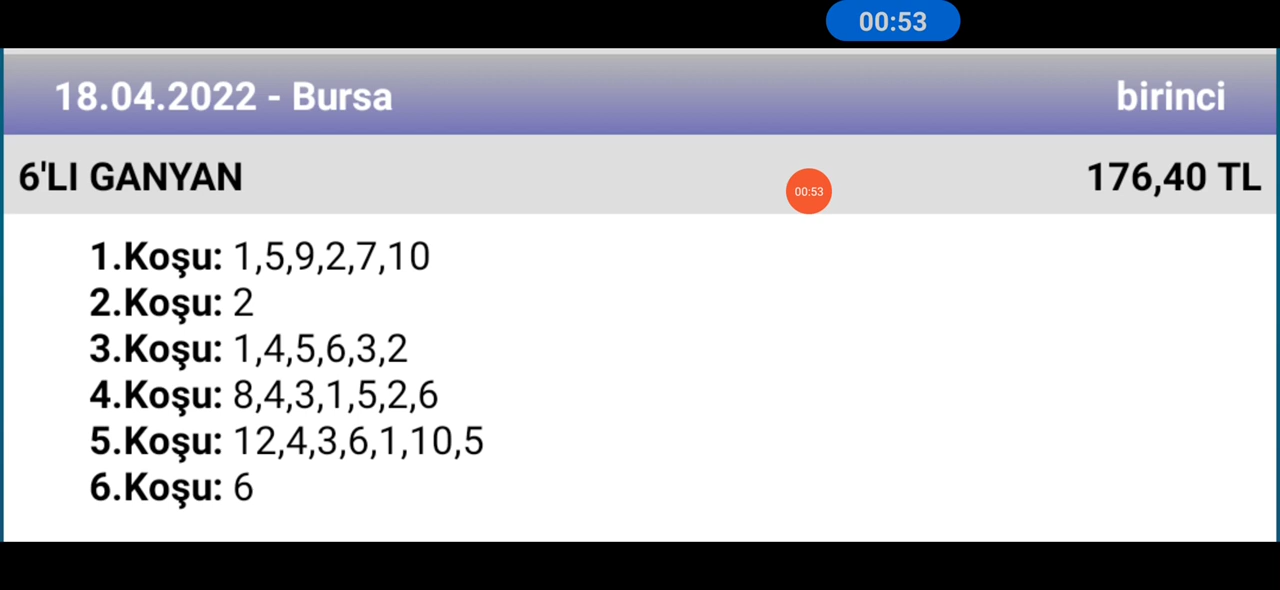 00:53
18.04.2022 - Bursa birinci
6'LI GANYAN 176,40 TL
00:53
1.Koşu: 1,5,9,2,7,10
2.Koşu: 2
3.Koşu: 1,4,5,6,3,2
4.Koşu: 8,4,3,1,5,2,6
5.Koşu: 12,4,3,6,1,10,5
6.Koşu: 6